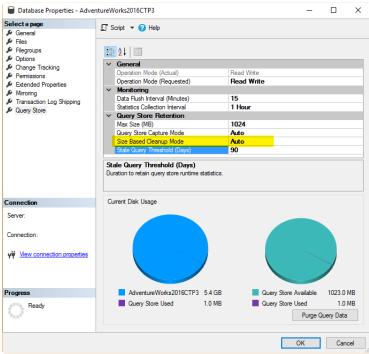 Database Properties - AdventureWorks2016CTP3
Select a page
General
Files
Filegroups
Options
Change Tracking
Permissions
Extended Properties
Mirroring
Transaction Log Shipping
Query Store
Script
Help
General
Operation Mode (Actual) Read Write
Operation Mode (Requested) Read Write
Monitoring
Data Flush Interval (Minutes) 15
Statistics Collection Interval 1 Hour
Query Store Retention
Max Size (MB) 1024
Query Store Capture Mode Auto
Size Based Cleanup Mode Auto
Stale Query Threshold (Days) 90
Stale Query Threshold (Days)
Duration to retain query store runtime statistics.
Connection
Server:
Connection:
View connection properties
Progress
Ready
Current Disk Usage
AdventureWorks2016CTP3 5.4 GB
Query Store Used 1.0 MB
Query Store Available 1023.0 MB
Query Store Used 1.0 MB
Purge Query Data
OK Cancel